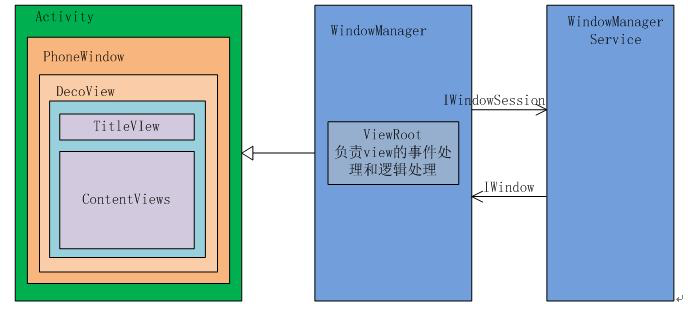 Activity
PhoneWindow
DecoView
TitleVIew
ContentViews
WindowManager
ViewRoot
负责view的事件处
理和逻辑处理
IWindowSession
IWindow
WindowManager
Service